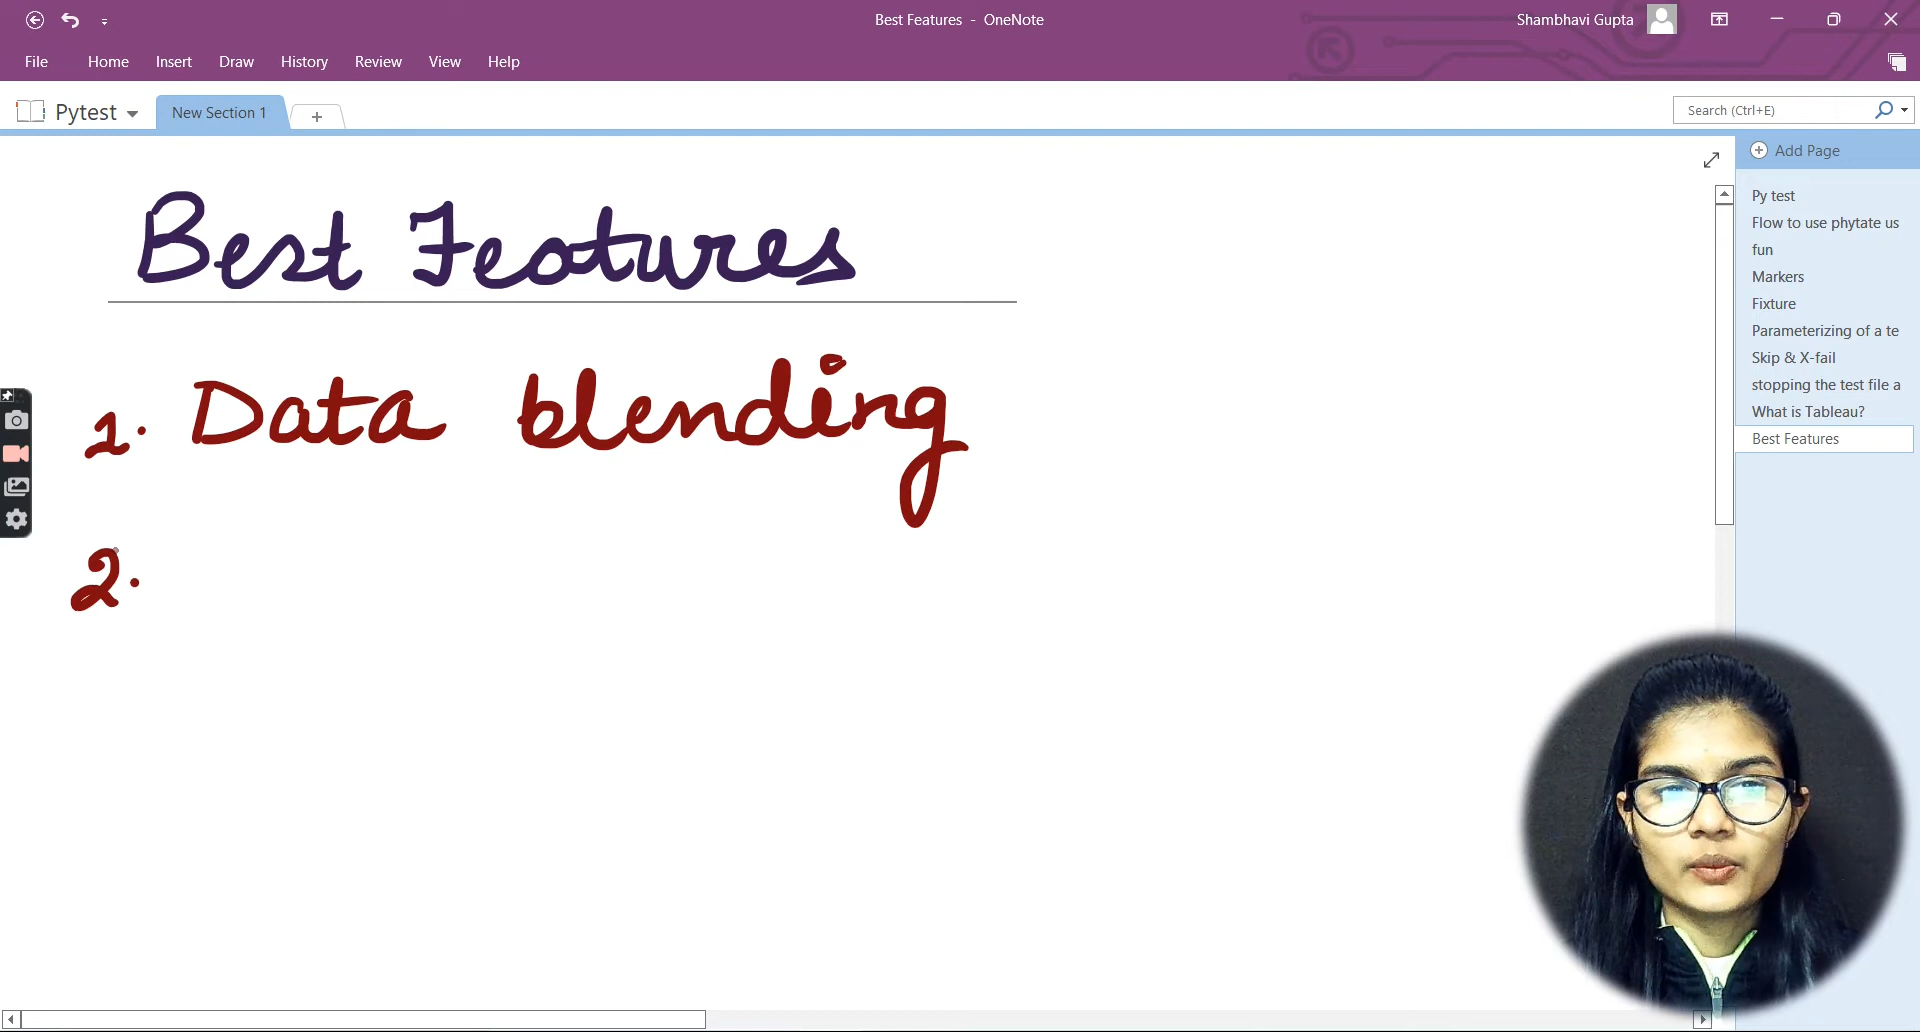 Best Features - OneNote
Shambhavi Gupta
File Home Insert Draw History Review View Help
Pytest
New Section 1
+
Search (Ctrl+E)
Add Page
Py test
Flow to use phytate us
fun
Markers
Fixture
Parameterizing of a te
Skip & X-fail
stopping the test file a
What is Tableau?
Best Features
Best Features
1. Data blending
2.